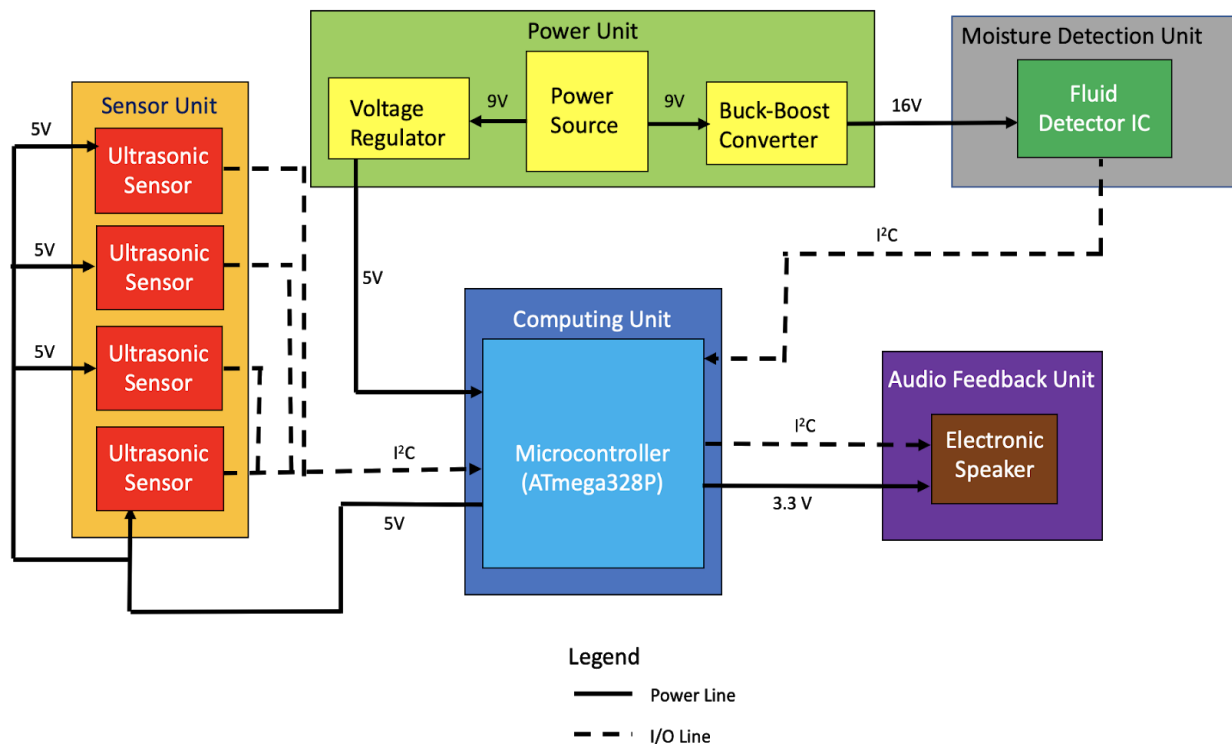 Power Unit
Voltage
Regulator
9V
Power
Source
9V
Buck-Boost
Converter
16V
Moisture Detection Unit
Fluid
Detector IC
Sensor Unit
5V
Ultrasonic
Sensor
5V
Ultrasonic
Sensor
5V
Ultrasonic
Sensor
Ultrasonic
Sensor
5V
I²C
Computing Unit
Microcontroller
(ATmega328P)
I²C
5V
Audio Feedback Unit
I²C
Electronic
Speaker
3.3 V
Legend
Power Line
I/O Line